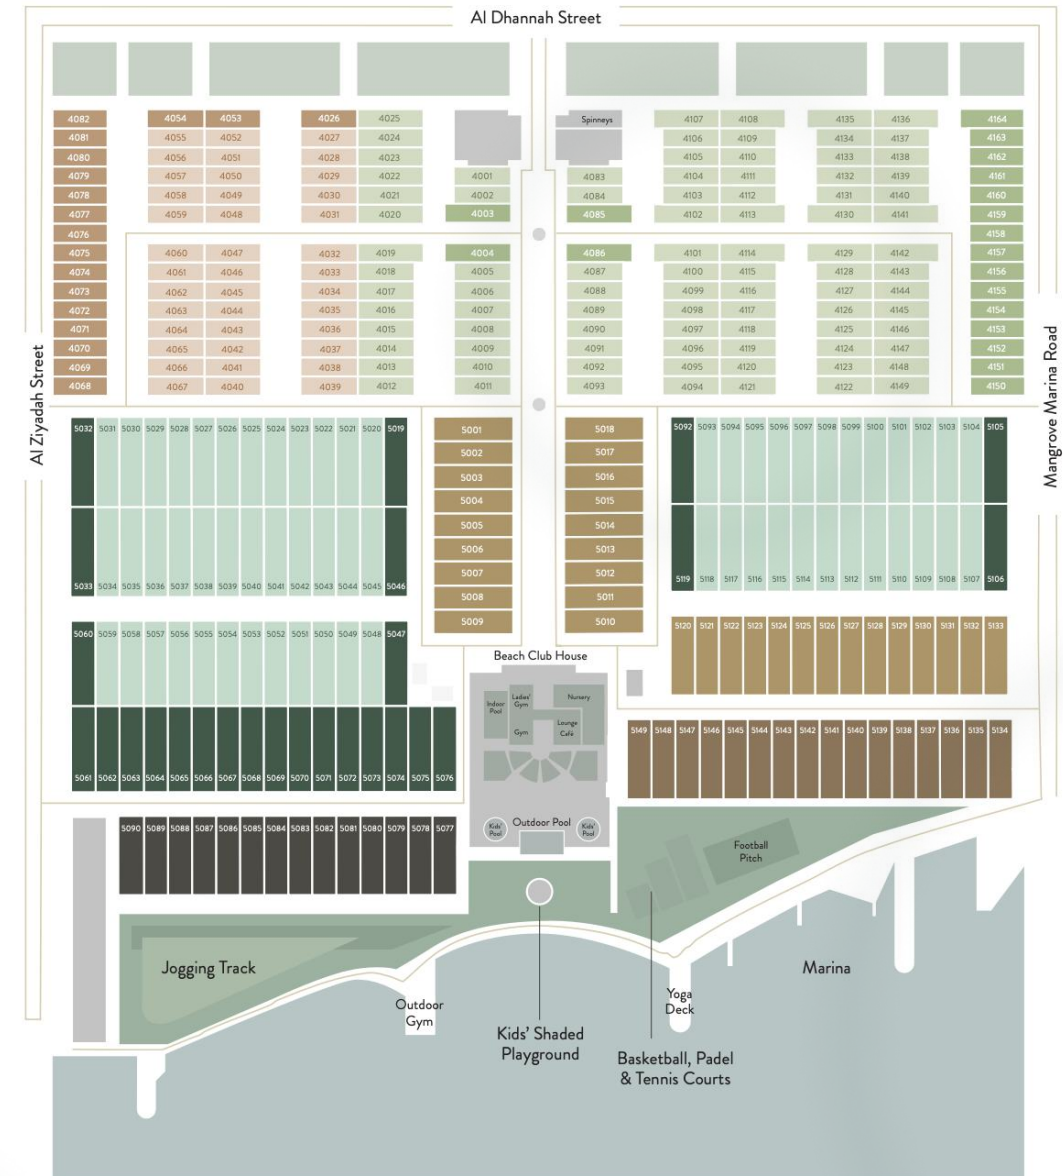 Al Dhannah Street
4082 4054 4053 4026 4025 Spinneys 4107 4108 4135 4136 4164
4081 4055 4052 4027 4024 4106 4109 4134 4137 4163
4080 4056 4051 4028 4023 4105 4110 4133 4138 4162
4079 4057 4050 4029 4022 4001 4083 4104 4111 4132 4139 4161
4078 4058 4049 4030 4021 4002 4084 4103 4112 4131 4140 4160
4077 4059 4048 4031 4020 4003 4085 4102 4113 4130 4141 4159
4076 4158
4075 4060 4047 4032 4019 4004 4086 4101 4114 4129 4142 4157
4074 4061 4046 4033 4018 4005 4087 4100 4115 4128 4143 4156
4073 4062 4045 4034 4017 4006 4088 4099 4116 4127 4144 4155
4072 4063 4044 4035 4016 4007 4089 4098 4117 4126 4145 4154
4071 4064 4043 4036 4015 4008 4090 4097 4118 4125 4146 4153
4070 4065 4042 4037 4014 4009 4091 4096 4119 4124 4147 4152
4069 4066 4041 4038 4013 4010 4092 4095 4120 4123 4148 4151
4068 4067 4040 4039 4012 4011 4093 4094 4121 4122 4149 4150
Al Ziyadah Street
Mangrove Marina Road
5032 5031 5030 5029 5028 5027 5026 5025 5024 5023 5022 5021 5020 5019
5001 5018
5002 5017
5003 5016
5004 5015
5005 5014
5006 5013
5007 5012
5008 5011
5009 5010
5092 5093 5094 5095 5096 5097 5098 5099 5100 5101 5102 5103 5104 5105
5033 5034 5035 5036 5037 5038 5039 5040 5041 5042 5043 5044 5045 5046
5119 5118 5117 5116 5115 5114 5113 5112 5111 5110 5109 5108 5107 5106
5060 5059 5058 5057 5056 5055 5054 5053 5052 5051 5050 5049 5048 5047
5120 5121 5122 5123 5124 5125 5126 5127 5128 5129 5130 5131 5132 5133
Beach Club House
Indoor
Pool
Ladies'
Gym
Gym
Nursery
Lounge
Café
5149 5148 5147 5146 5145 5144 5143 5142 5141 5140 5139 5138 5137 5136 5135 5134
5061 5062 5063 5064 5065 5066 5067 5068 5069 5070 5071 5072 5073 5074 5075 5076
5090 5089 5088 5087 5086 5085 5084 5083 5082 5081 5080 5079 5078 5077
Kids'
Pool
Outdoor Pool
Kids'
Pool
Football
Pitch
Jogging Track
Outdoor
Gym
Kids' Shaded
Playground
Yoga
Deck
Marina
Basketball, Padel
& Tennis Courts